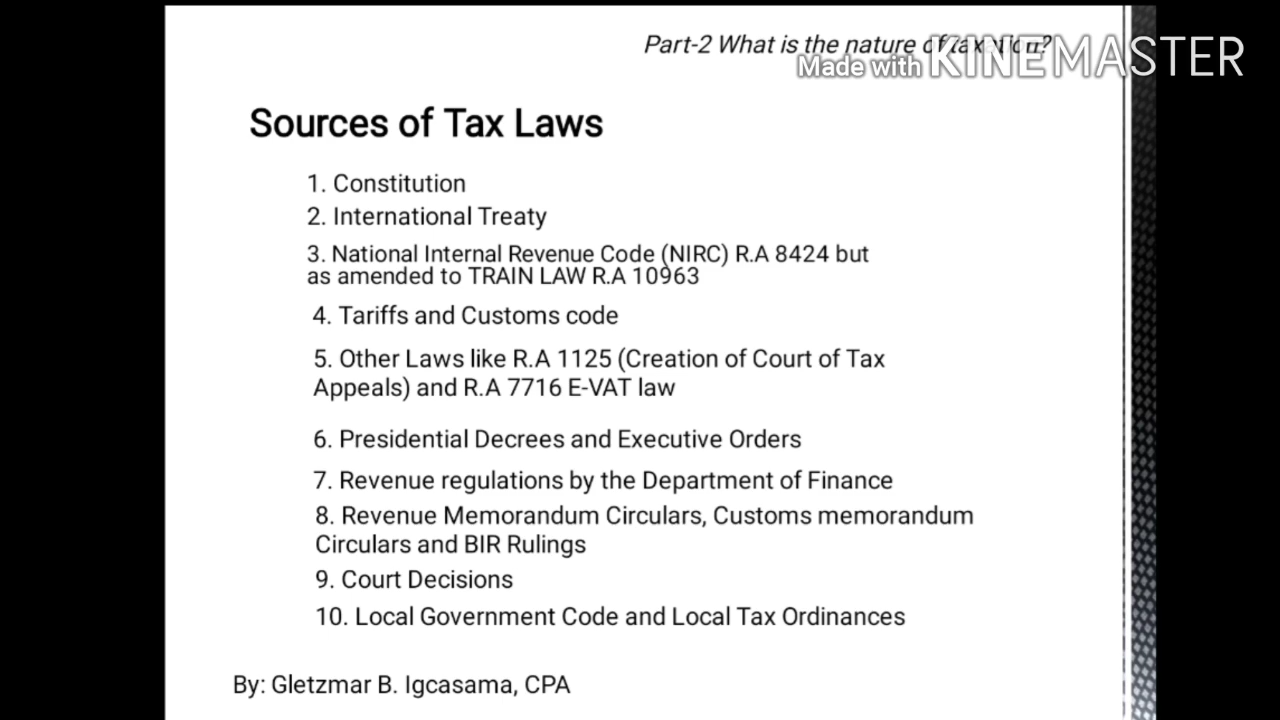 Part-2 What is the nature of taxation?
Made with KINEMASTER
Sources of Tax Laws
1. Constitution
2. International Treaty
3. National Internal Revenue Code (NIRC) R.A 8424 but
as amended to TRAIN LAW R.A 10963
4. Tariffs and Customs code
5. Other Laws like R.A 1125 (Creation of Court of Tax
Appeals) and R.A 7716 E-VAT law
6. Presidential Decrees and Executive Orders
7. Revenue regulations by the Department of Finance
8. Revenue Memorandum Circulars, Customs memorandum
Circulars and BIR Rulings
9. Court Decisions
10. Local Government Code and Local Tax Ordinances
By: Gletzmar B. Igcasama, CPA